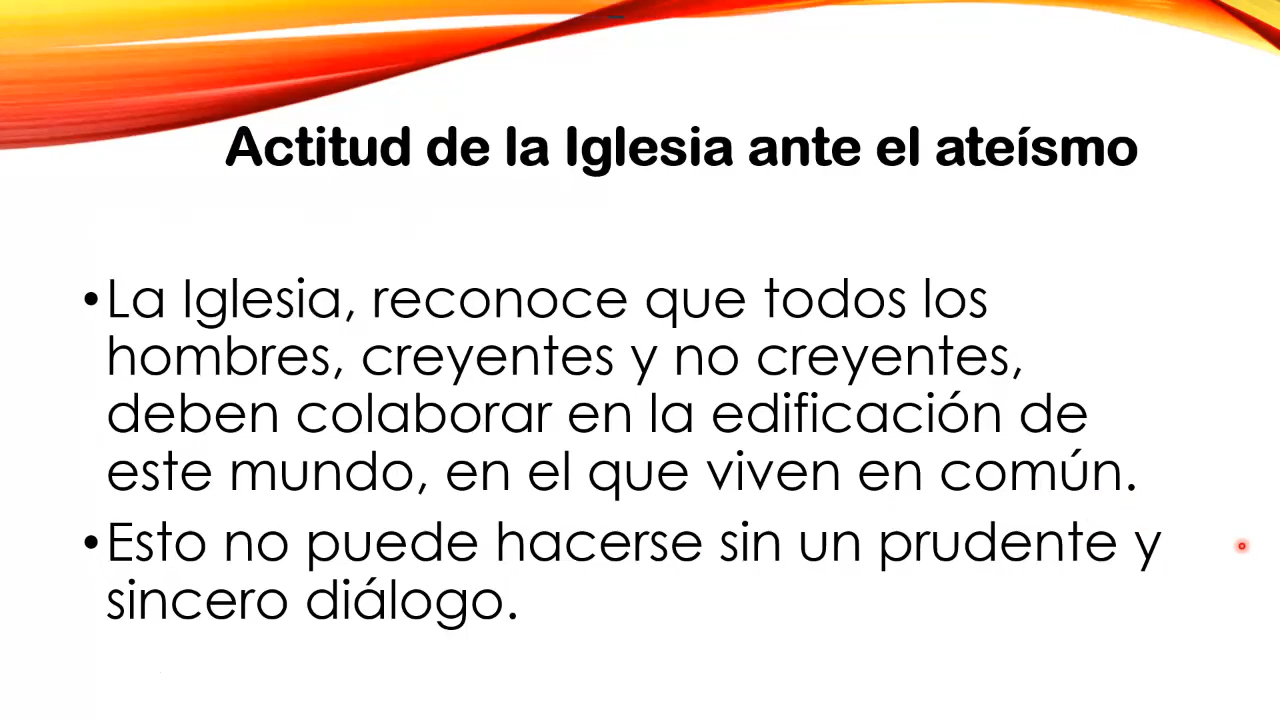 Actitud de la Iglesia ante el ateísmo
•La Iglesia, reconoce que todos los
hombres, creyentes y no creyentes,
deben colaborar en la edificación de
este mundo, en el que viven en común.
•Esto no puede hacerse sin un prudente y
sincero diálogo.